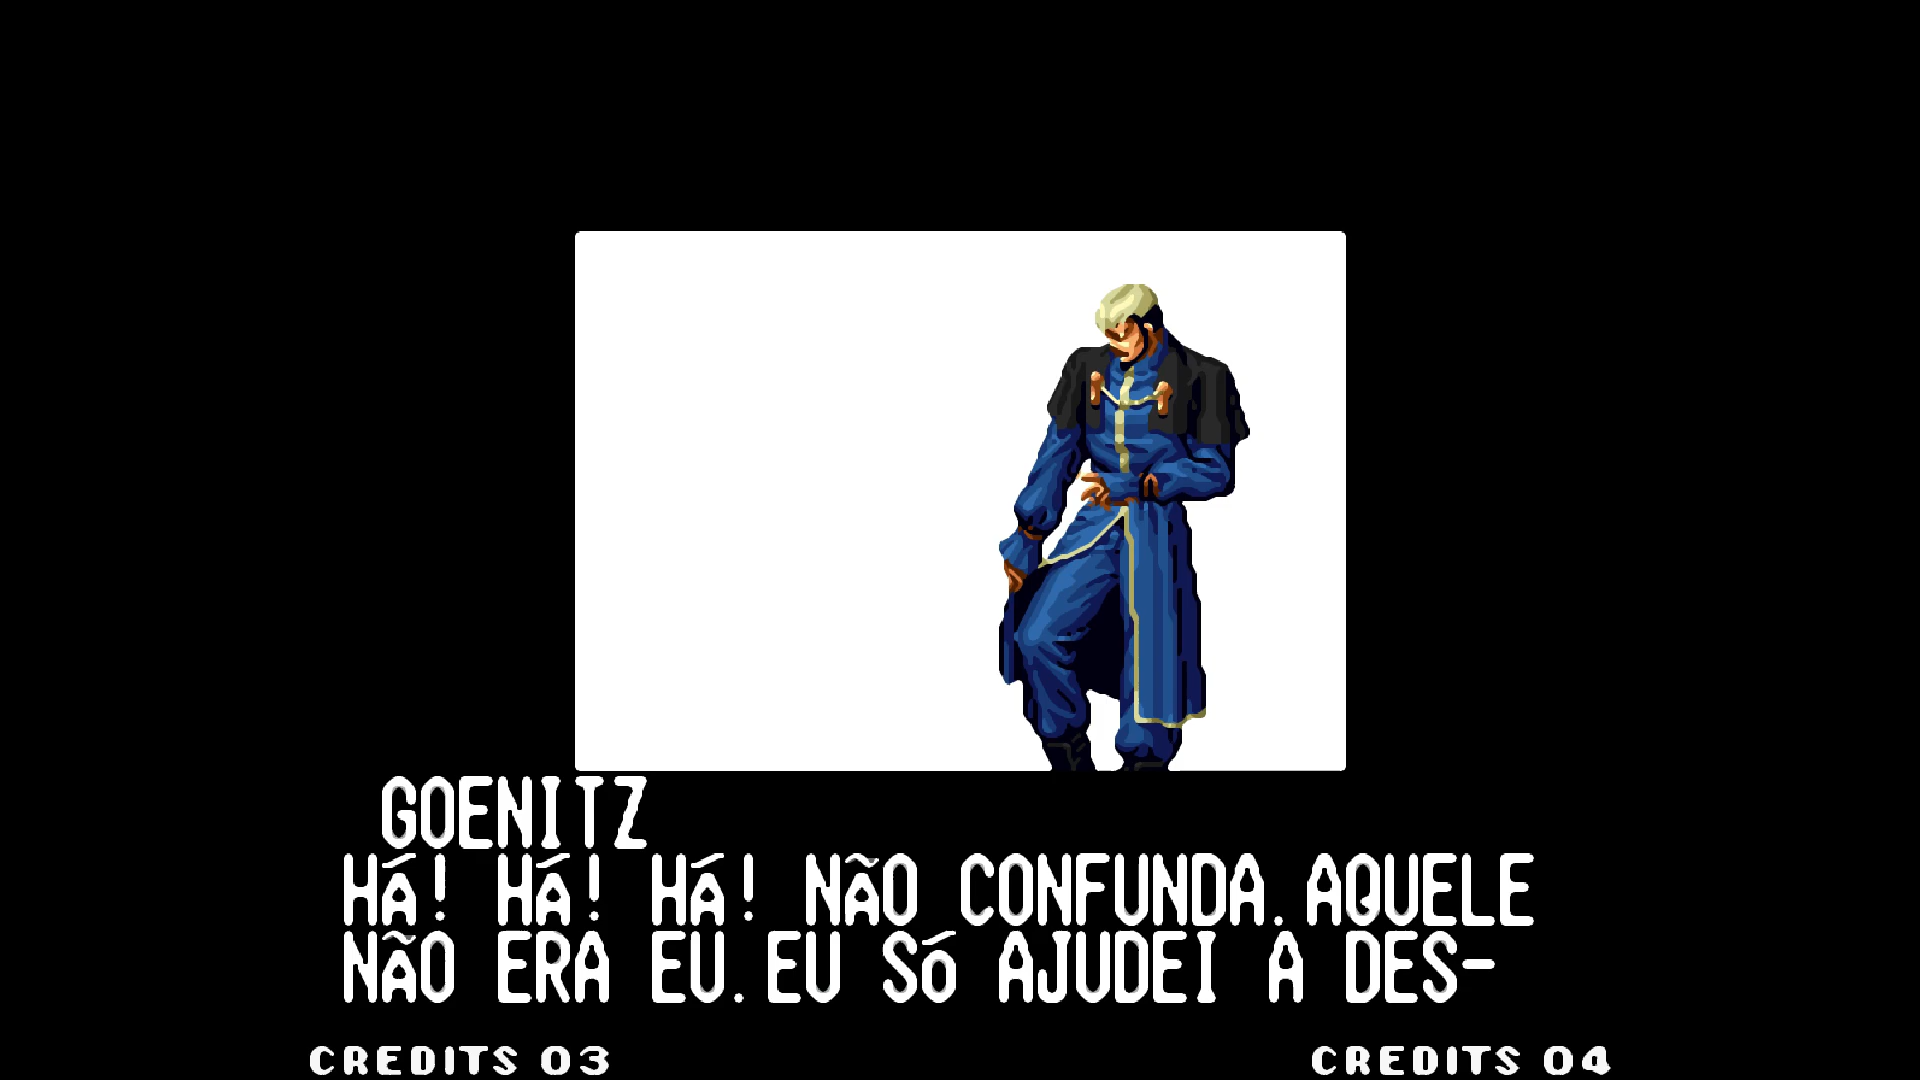 GOENITZ
Há! Há! Há! NãO CONFUNDA.AQUELE
NãO ERA EU.EU Só AJUDEI A DES-
CREDITS 03
CREDITS 04